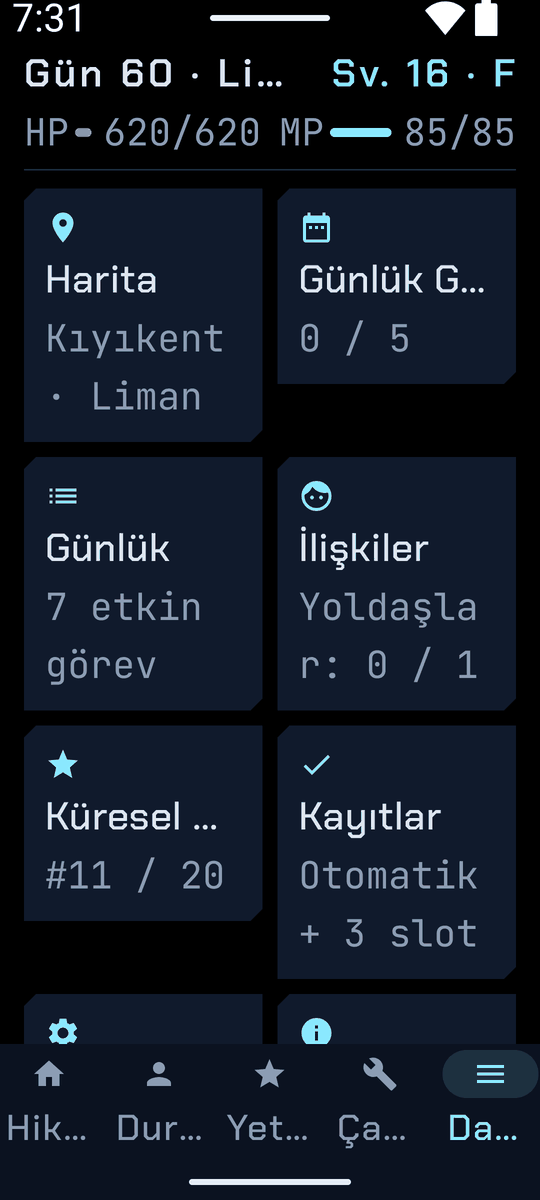 7:31
Gün 60 · Li... Sv. 16 · F
HP 620/620 MP 85/85
Harita
Kıyıkent
· Liman
Günlük G...
0 / 5
Günlük
7 etkin
görev
İlişkiler
Yoldaşla
r: 0 / 1
Küresel ...
#11 / 20
Kayıtlar
Otomatik
+ 3 slot
Hik... Dur... Yet... Ça... Da...